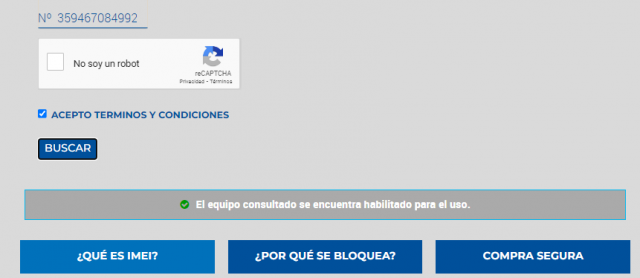 Nº 359467084992
No soy un robot
reCAPTCHA
Privacidad - Términos
ACEPTO TERMINOS Y CONDICIONES
BUSCAR
El equipo consultado se encuentra habilitado para el uso.
¿QUÉ ES IMEI?
¿POR QUÉ SE BLOQUEA?
COMPRA SEGURA